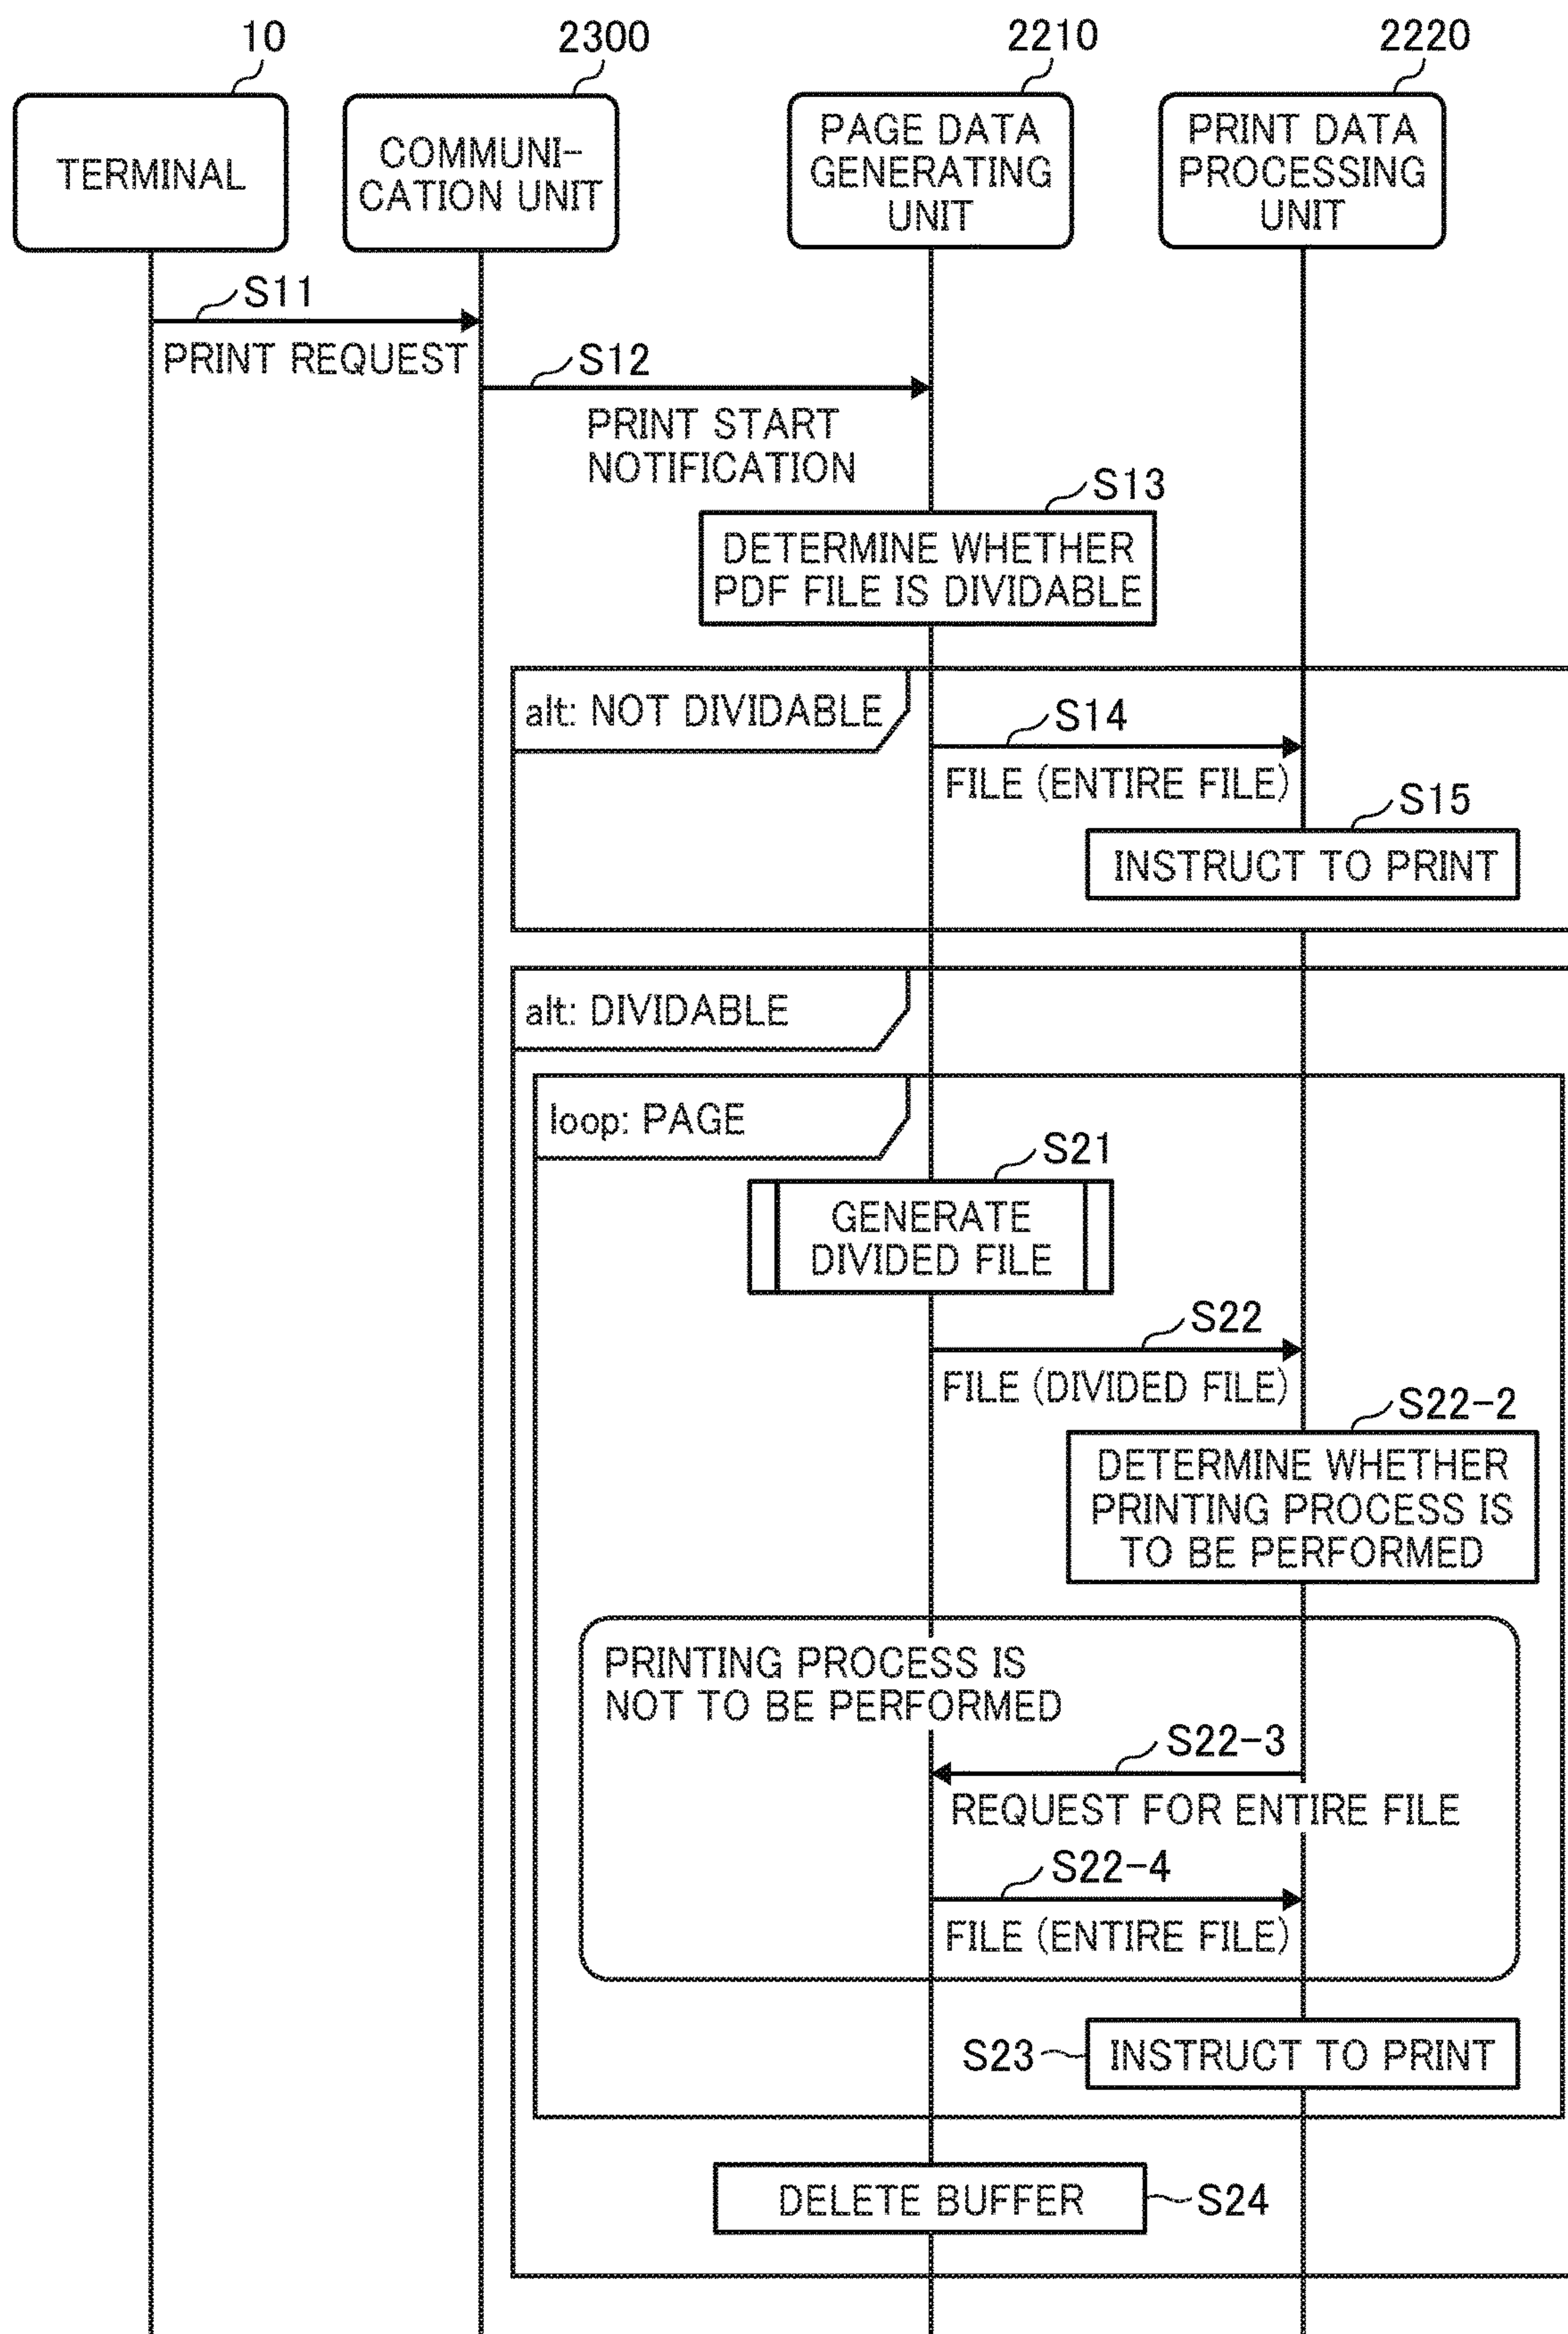 10
2300
2210
2220
TERMINAL
COMMUNI-
CATION UNIT
PAGE DATA
GENERATING
UNIT
PRINT DATA
PROCESSING
UNIT
S11
PRINT REQUEST
S12
PRINT START
NOTIFICATION
S13
DETERMINE WHETHER
PDF FILE IS DIVIDABLE
alt: NOT DIVIDABLE
S14
FILE (ENTIRE FILE)
S15
INSTRUCT TO PRINT
alt: DIVIDABLE
loop: PAGE
S21
GENERATE
DIVIDED FILE
S22
FILE (DIVIDED FILE)
S22-2
DETERMINE WHETHER
PRINTING PROCESS IS
TO BE PERFORMED
PRINTING PROCESS IS
NOT TO BE PERFORMED
S22-3
REQUEST FOR ENTIRE FILE
S22-4
FILE (ENTIRE FILE)
S23
INSTRUCT TO PRINT
DELETE BUFFER
S24